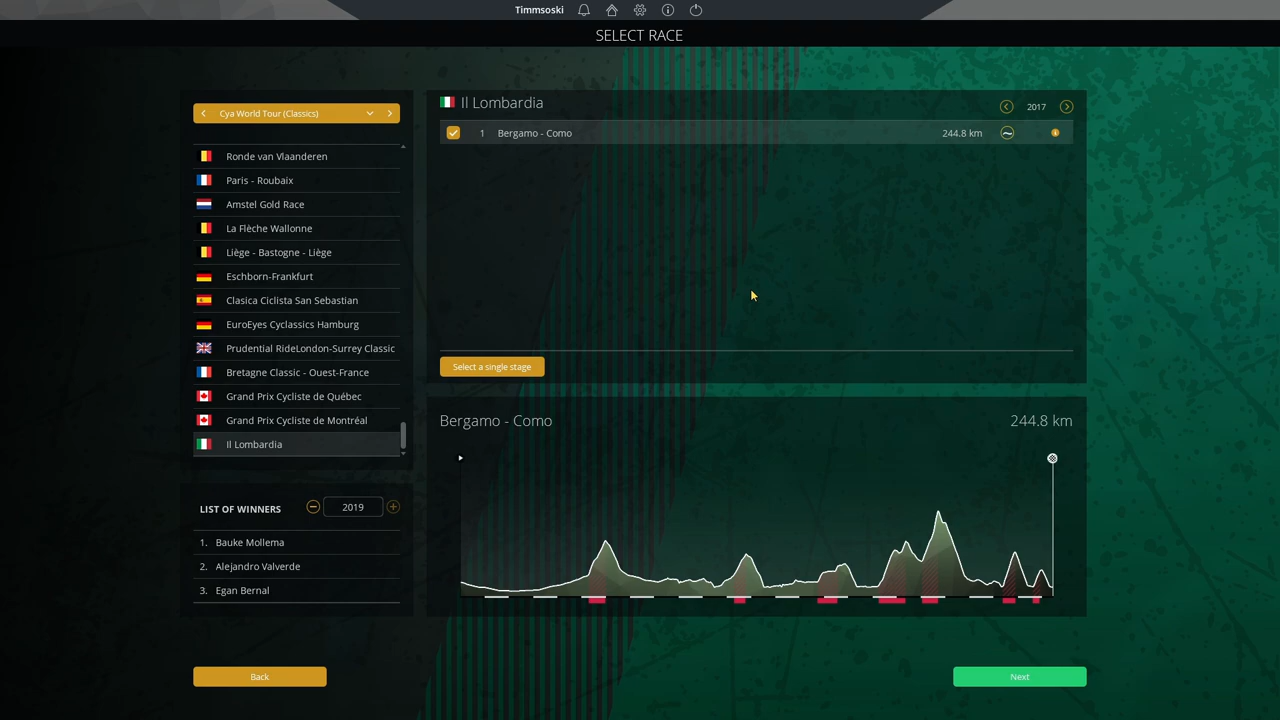 Timmsoski
SELECT RACE
Cya World Tour (Classics)
Ronde van Vlaanderen
Paris - Roubaix
Amstel Gold Race
La Flèche Wallonne
Liège - Bastogne - Liège
Eschborn-Frankfurt
Clasica Ciclista San Sebastian
EuroEyes Cyclassics Hamburg
Prudential RideLondon-Surrey Classic
Bretagne Classic - Ouest-France
Grand Prix Cycliste de Québec
Grand Prix Cycliste de Montréal
Il Lombardia
LIST OF WINNERS
2019
1. Bauke Mollema
2. Alejandro Valverde
3. Egan Bernal
Il Lombardia
2017
1 Bergamo - Como 244.8 km
Select a single stage
Bergamo - Como
244.8 km
Back
Next